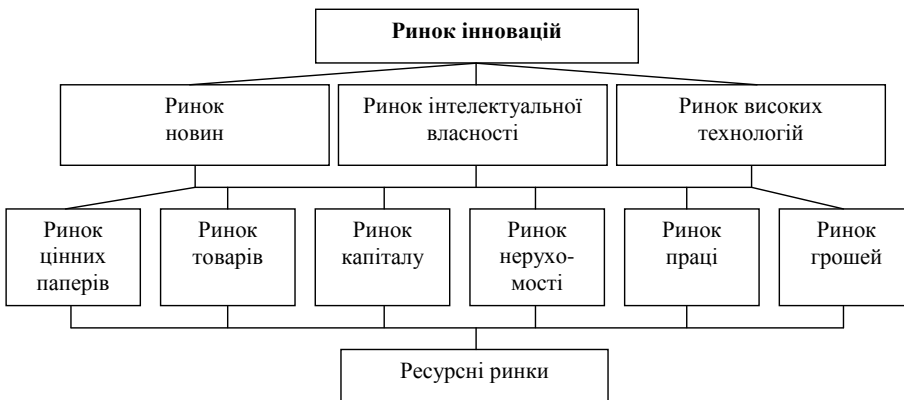 Ринок інновацій
Ринок
новин
Ринок інтелектуальної
власності
Ринок високих
технологій
Ринок
цінних
паперів
Ринок
товарів
Ринок
капіталу
Ринок
нерухо-
мості
Ринок
праці
Ринок
грошей
Ресурсні ринки